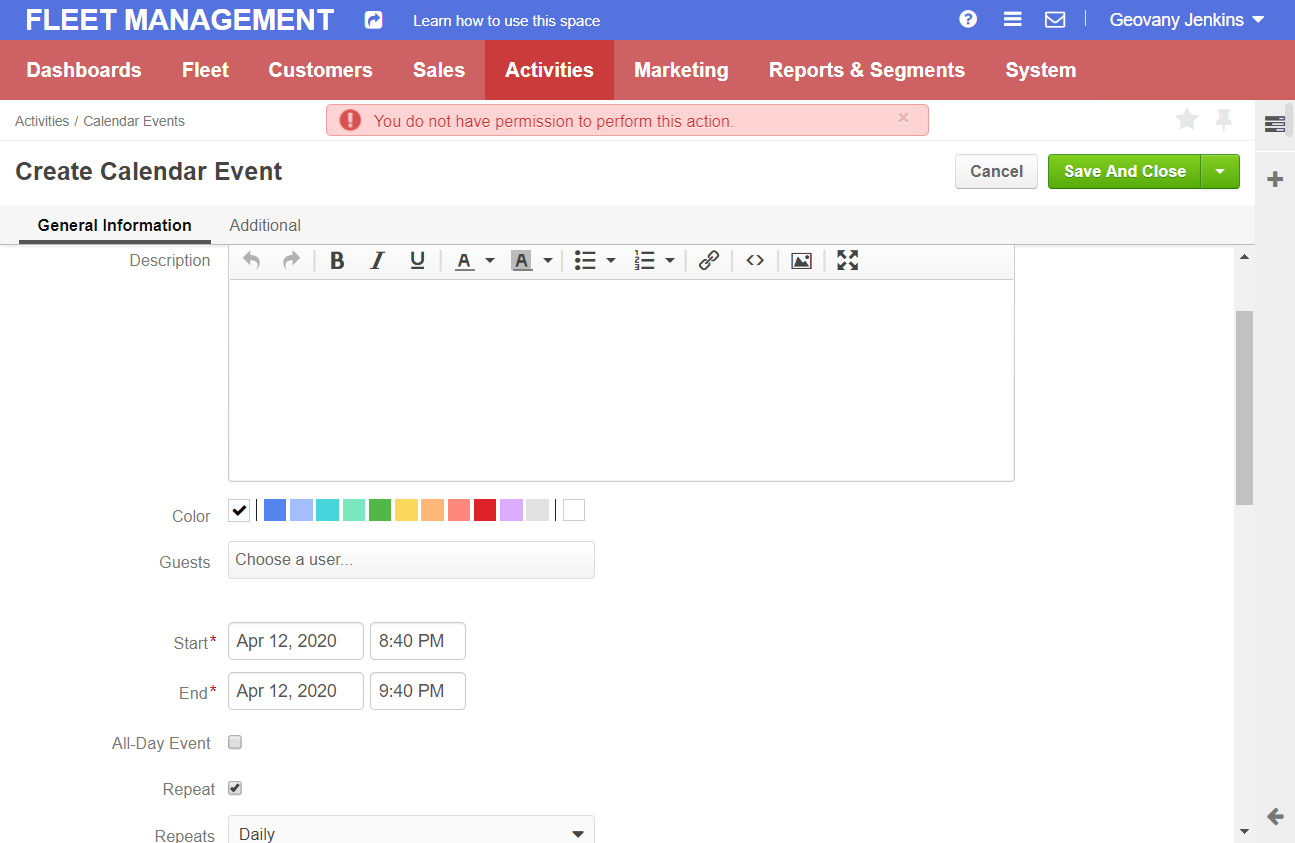 FLEET MANAGEMENT Learn how to use this space Geovany Jenkins
Dashboards Fleet Customers Sales Activities Marketing Reports & Segments System
Activities / Calendar Events You do not have permission to perform this action. ×
Create Calendar Event Cancel Save And Close
General Information Additional
Description B I U A A <>
Color
Guests Choose a user...
Start* Apr 12, 2020 8:40 PM
End* Apr 12, 2020 9:40 PM
All-Day Event
Repeat
Repeats Daily